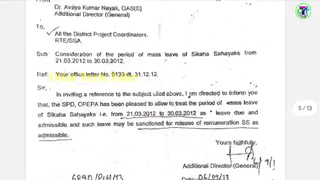 From
Dr. Avaya Kumar Nayak, OAS(S)
Additional Director (General)
To
All the District Project Coordinators.
RTE/SSA.
Sub: Consideration of the period of mass leave of Sikaha Sahayaks from
21.03.2012 to 30.03.2012.
Ref: Your office letter No. 5133 dt. 31.12.12.
Sir,
In inviting a reference to the subject cited above, I am directed to inform you
that, the SPD, OPEPA has been pleased to allow to treat the period of mass leave
of Sikaha Sahayaks i.e. from 21.03.2012 to 30.03.2012 as leave due and
admissible and such leave may be sanctioned for release of remuneration SS as
admissible.
Yours faithfully,
Additional Director (General)
Date:
5 / 13